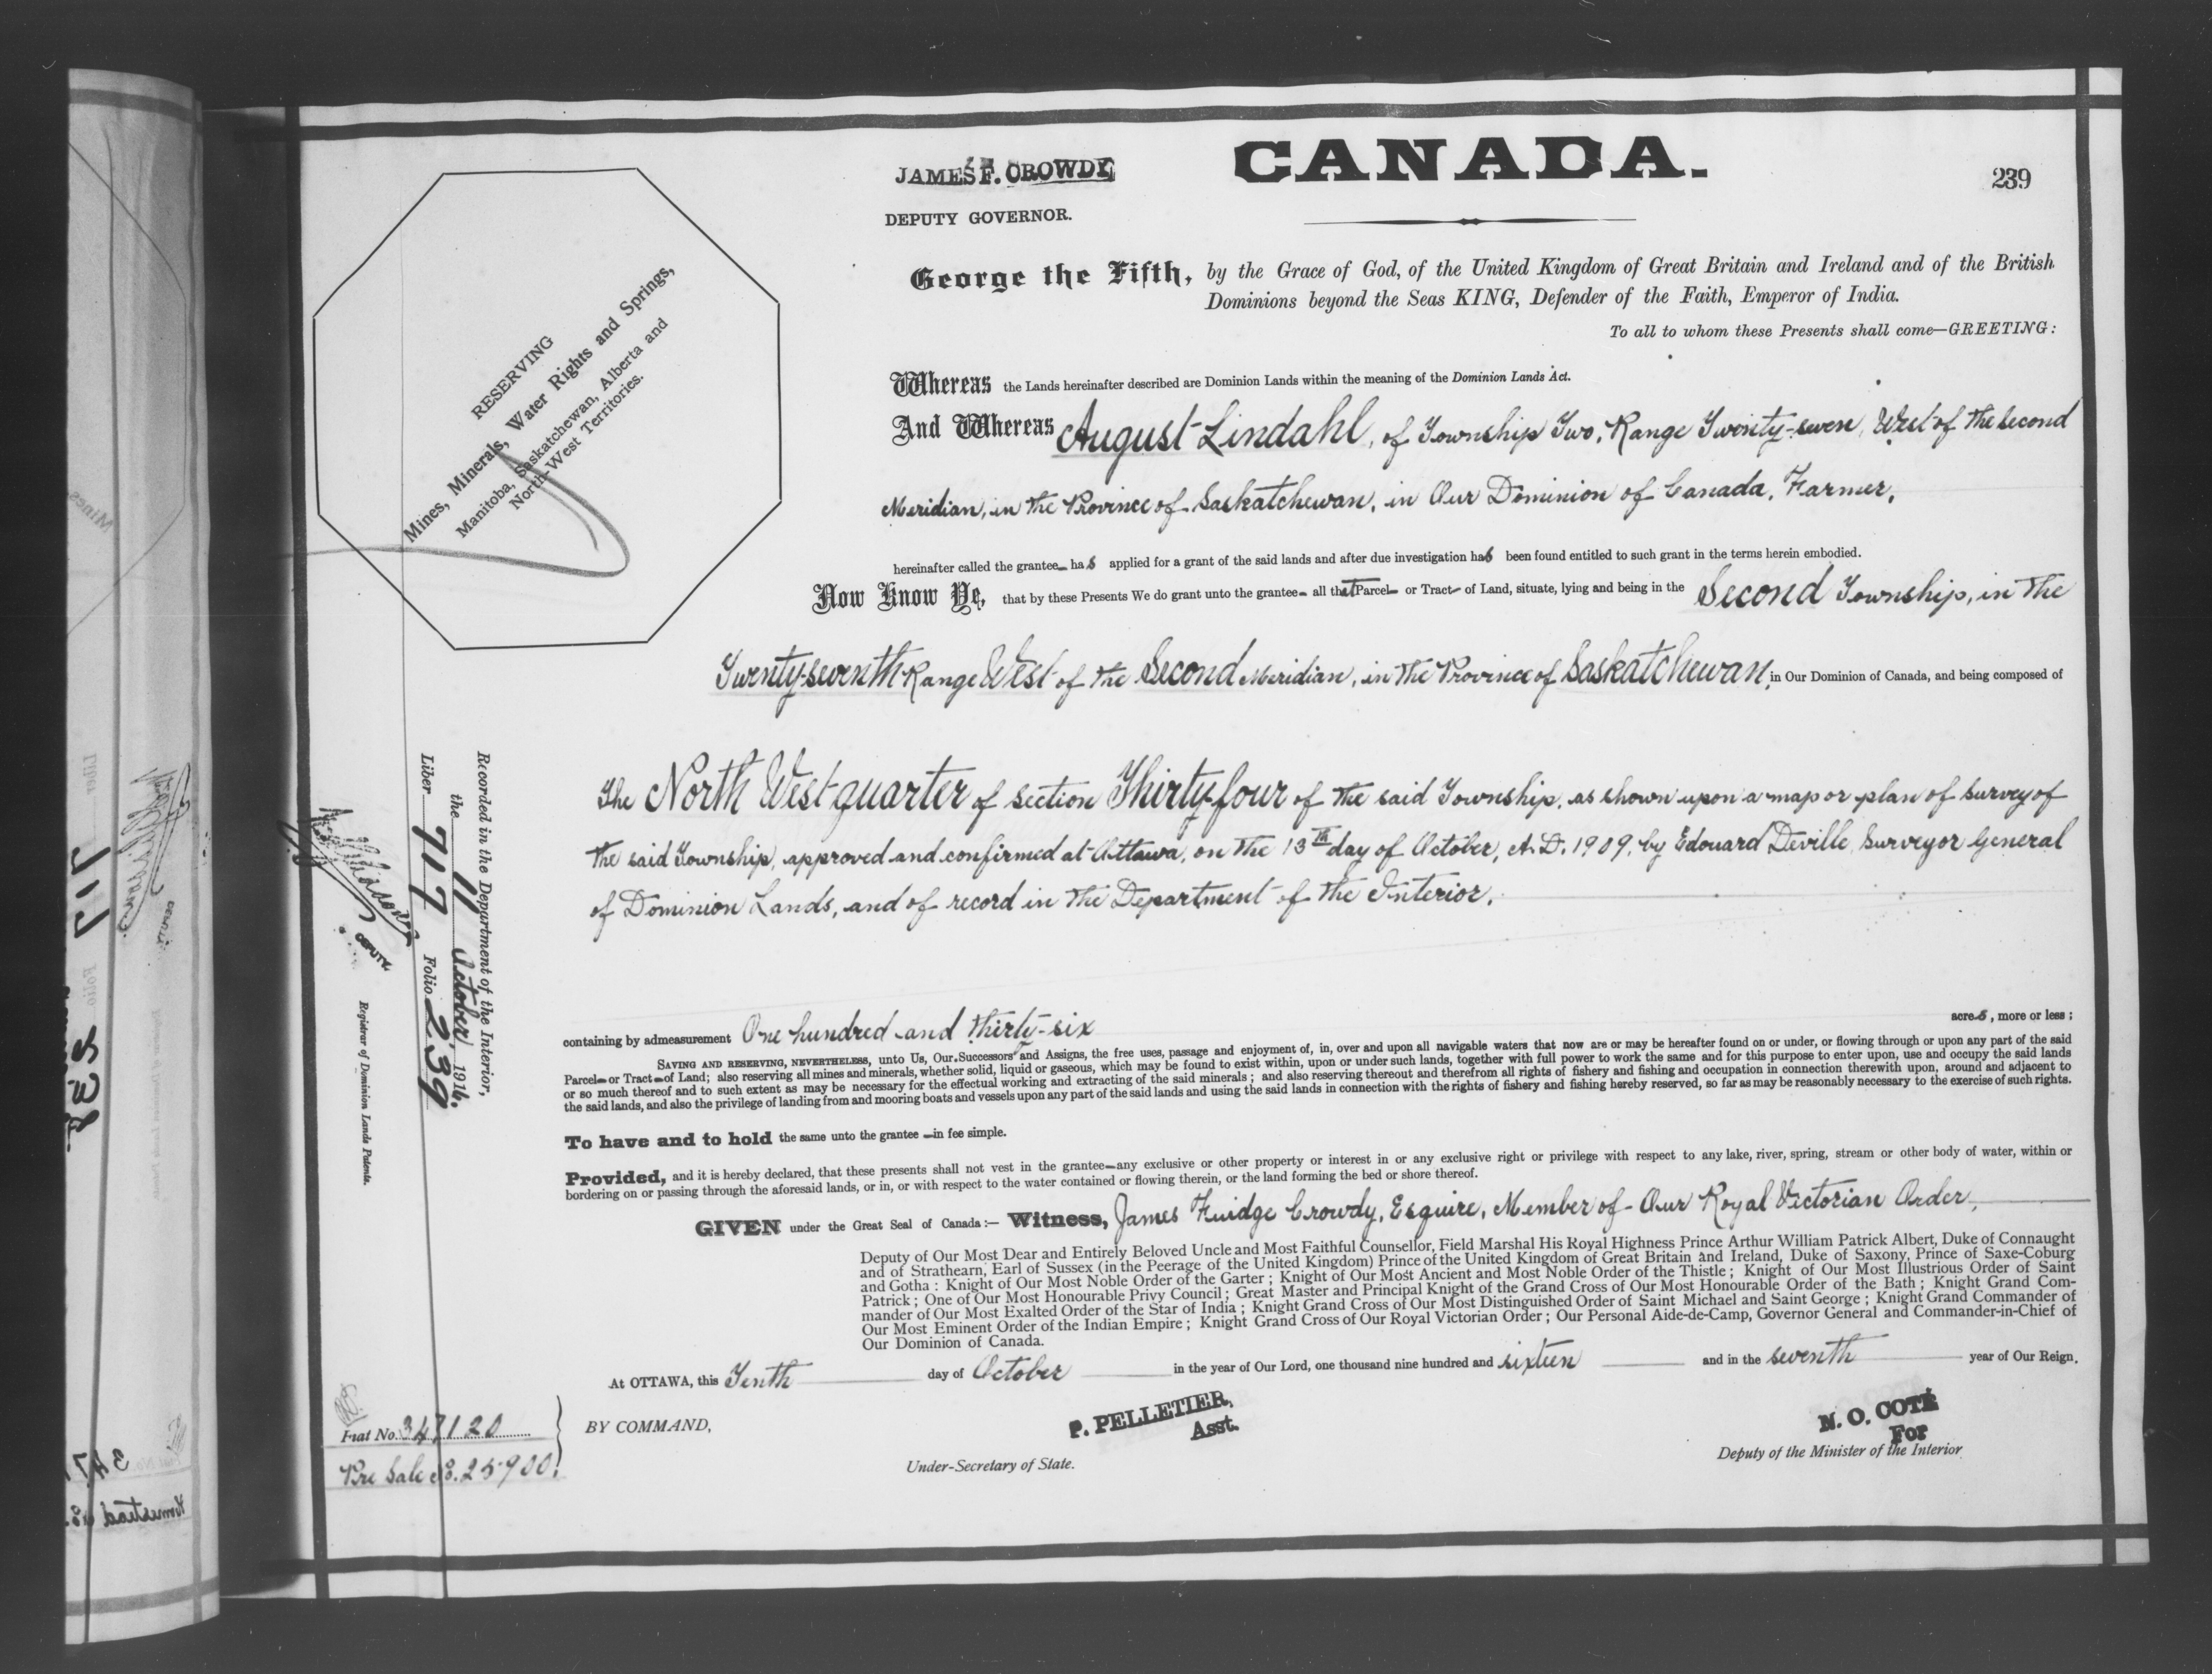 JAMES F. CROWDY
DEPUTY GOVERNOR.
CANADA.
239
RESERVING
Mines, Minerals, Water Rights and Springs,
Manitoba, Saskatchewan, Alberta and
North-West Territories.
George the Fifth, by the Grace of God, of the United Kingdom of Great Britain and Ireland and of the British
Dominions beyond the Seas KING, Defender of the Faith, Emperor of India.
To all to whom these Presents shall come—GREETING:
Whereas the Lands hereinafter described are Dominion Lands within the meaning of the Dominion Lands Act.
And Whereas August Lindahl, of Township Two, Range Twenty-seven, West of the Second
Meridian, in the Province of Saskatchewan, in Our Dominion of Canada, Farmer,
hereinafter called the grantee has applied for a grant of the said lands and after due investigation has been found entitled to such grant in the terms herein embodied.
Now Know Ye, that by these Presents We do grant unto the grantee all that Parcel or Tract of Land, situate, lying and being in the Second Township, in the
Twenty-seventh Range West of the Second Meridian, in the Province of Saskatchewan, in Our Dominion of Canada, and being composed of
The North West quarter of section Thirty-four of the said Township, as shown upon a map or plan of survey of
the said Township, approved and confirmed at Ottawa, on the 13th day of October, A.D. 1909, by Edouard Deville, Surveyor General
of Dominion Lands, and of record in the Department of the Interior.
containing by admeasurement One hundred and thirty-six acres, more or less;
SAVING AND RESERVING, NEVERTHELESS, unto Us, Our Successors and Assigns, the free uses, passage and enjoyment of, in, over and upon all navigable waters that now are or may be hereafter found on or under, or flowing through or upon any part of the said
Parcel or Tract of Land; also reserving all mines and minerals, whether solid, liquid or gaseous, which may be found to exist within, upon or under such lands, together with full power to work the same and for this purpose to enter upon, use and occupy the said lands
or so much thereof and to such extent as may be necessary for the effectual working and extracting of the said minerals; and also reserving thereout and therefrom all rights of fishery and fishing and occupation in connection therewith upon, around and adjacent to
the said lands, and also the privilege of landing from and mooring boats and vessels upon any part of the said lands and using the said lands in connection with the rights of fishery and fishing hereby reserved, so far as may be reasonably necessary to the exercise of such rights.
To have and to hold the same unto the grantee in fee simple.
Provided, and it is hereby declared, that these presents shall not vest in the grantee any exclusive or other property or interest in or any exclusive right or privilege with respect to any lake, river, spring, stream or other body of water, within or
bordering on or passing through the aforesaid lands, or in, or with respect to the water contained or flowing therein, or the land forming the bed or shore thereof.
GIVEN under the Great Seal of Canada:— Witness, James Fuidge Crowdy, Esquire, Member of Our Royal Victorian Order,
Deputy of Our Most Dear and Entirely Beloved Uncle and Most Faithful Counsellor, Field Marshal His Royal Highness Prince Arthur William Patrick Albert, Duke of Connaught
and of Strathearn, Earl of Sussex (in the Peerage of the United Kingdom) Prince of the United Kingdom of Great Britain and Ireland, Duke of Saxony, Prince of Saxe-Coburg
and Gotha: Knight of Our Most Noble Order of the Garter; Knight of Our Most Ancient and Most Noble Order of the Thistle; Knight of Our Most Illustrious Order of Saint
Patrick; One of Our Most Honourable Privy Council; Great Master and Principal Knight of the Grand Cross of Our Most Honourable Order of the Bath; Knight Grand Com-
mander of Our Most Exalted Order of the Star of India; Knight Grand Cross of Our Most Distinguished Order of Saint Michael and Saint George; Knight Grand Commander of
Our Most Eminent Order of the Indian Empire; Knight Grand Cross of Our Royal Victorian Order; Our Personal Aide-de-Camp, Governor General and Commander-in-Chief of
Our Dominion of Canada.
At OTTAWA, this Tenth day of October in the year of Our Lord, one thousand nine hundred and sixteen and in the seventh year of Our Reign.
BY COMMAND,
P. PELLETIER,
Asst.
Under-Secretary of State.
N. O. COTÉ
For
Deputy of the Minister of the Interior
Recorded in the Department of the Interior,
the 11 October 1916.
Liber 717 Folio 239
DEPUTY.
Registrar of Dominion Lands Patents.
Fiat No. 347120
Pre Sale 25900